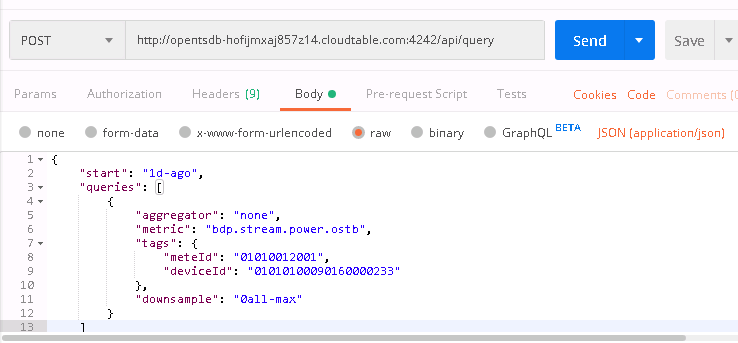 POST http://opentsdb-hofijmxaj857z14.cloudtable.com:4242/api/query Send Save
Params Authorization Headers (9) Body Pre-request Script Tests Cookies Code Comments (0
none form-data x-www-form-urlencoded raw binary GraphQL BETA JSON (application/json)
1 {
2 "start": "1d-ago",
3 "queries": [
4 {
5 "aggregator": "none",
6 "metric": "bdp.stream.power.ostb",
7 "tags": {
8 "meteId": "01010012001",
9 "deviceId": "01010100090160000233"
10 },
11 "downsample": "0all-max"
12 }
13 ]